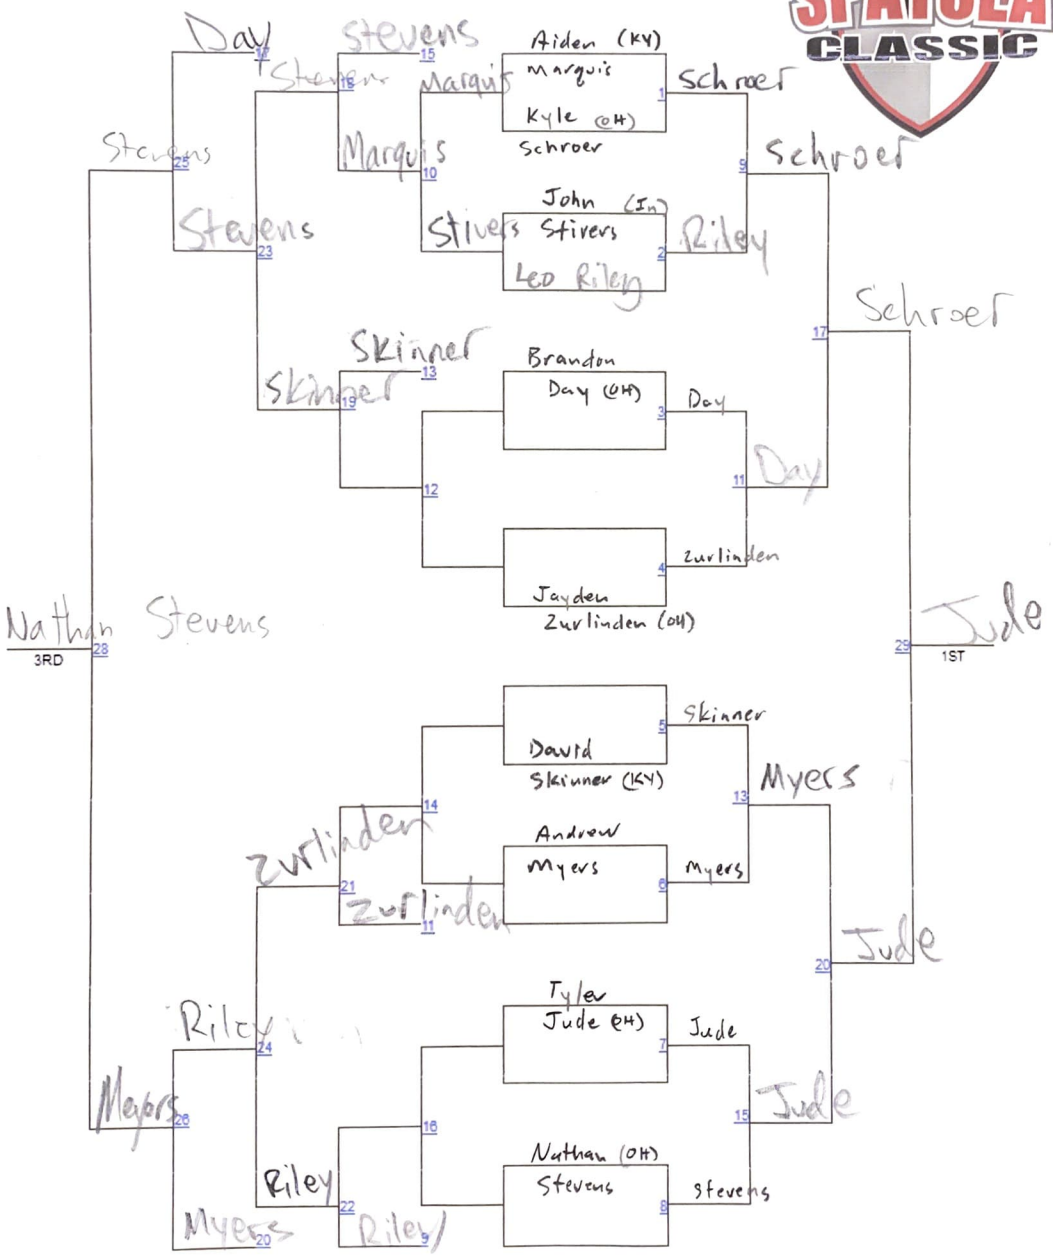 SPATULA
CLASSIC
Day
17
Stevens
25
Stevens
23
Stevens
18
stevens
15
Marquis
10
Marquis
Stivers
Aiden (KY)
Marquis
1
Kyle (OH)
Schroer
schroer
John (In)
Stivers
2
Leo Riley
Riley
9
Schroer
Skinner
19
Skinner
13
12
Brandon
Day (OH)
3
Day
4
Jayden
Zurlinden (OH)
Zurlinden
11
Day
17
Schroer
Nathan Stevens
3RD
28
29
Jude
1ST
5
David
Skinner (KY)
Skinner
Andrew
Myers
6
Myers
13
Myers
14
Zurlinden
21
Zurlinden
11
Riley
24
Meyors
26
Myers
20
Riley
22
Riley
9
16
Tyler
Jude (OH)
7
Jude
Nathan (OH)
Stevens
8
Stevens
15
Jude
20
Jude